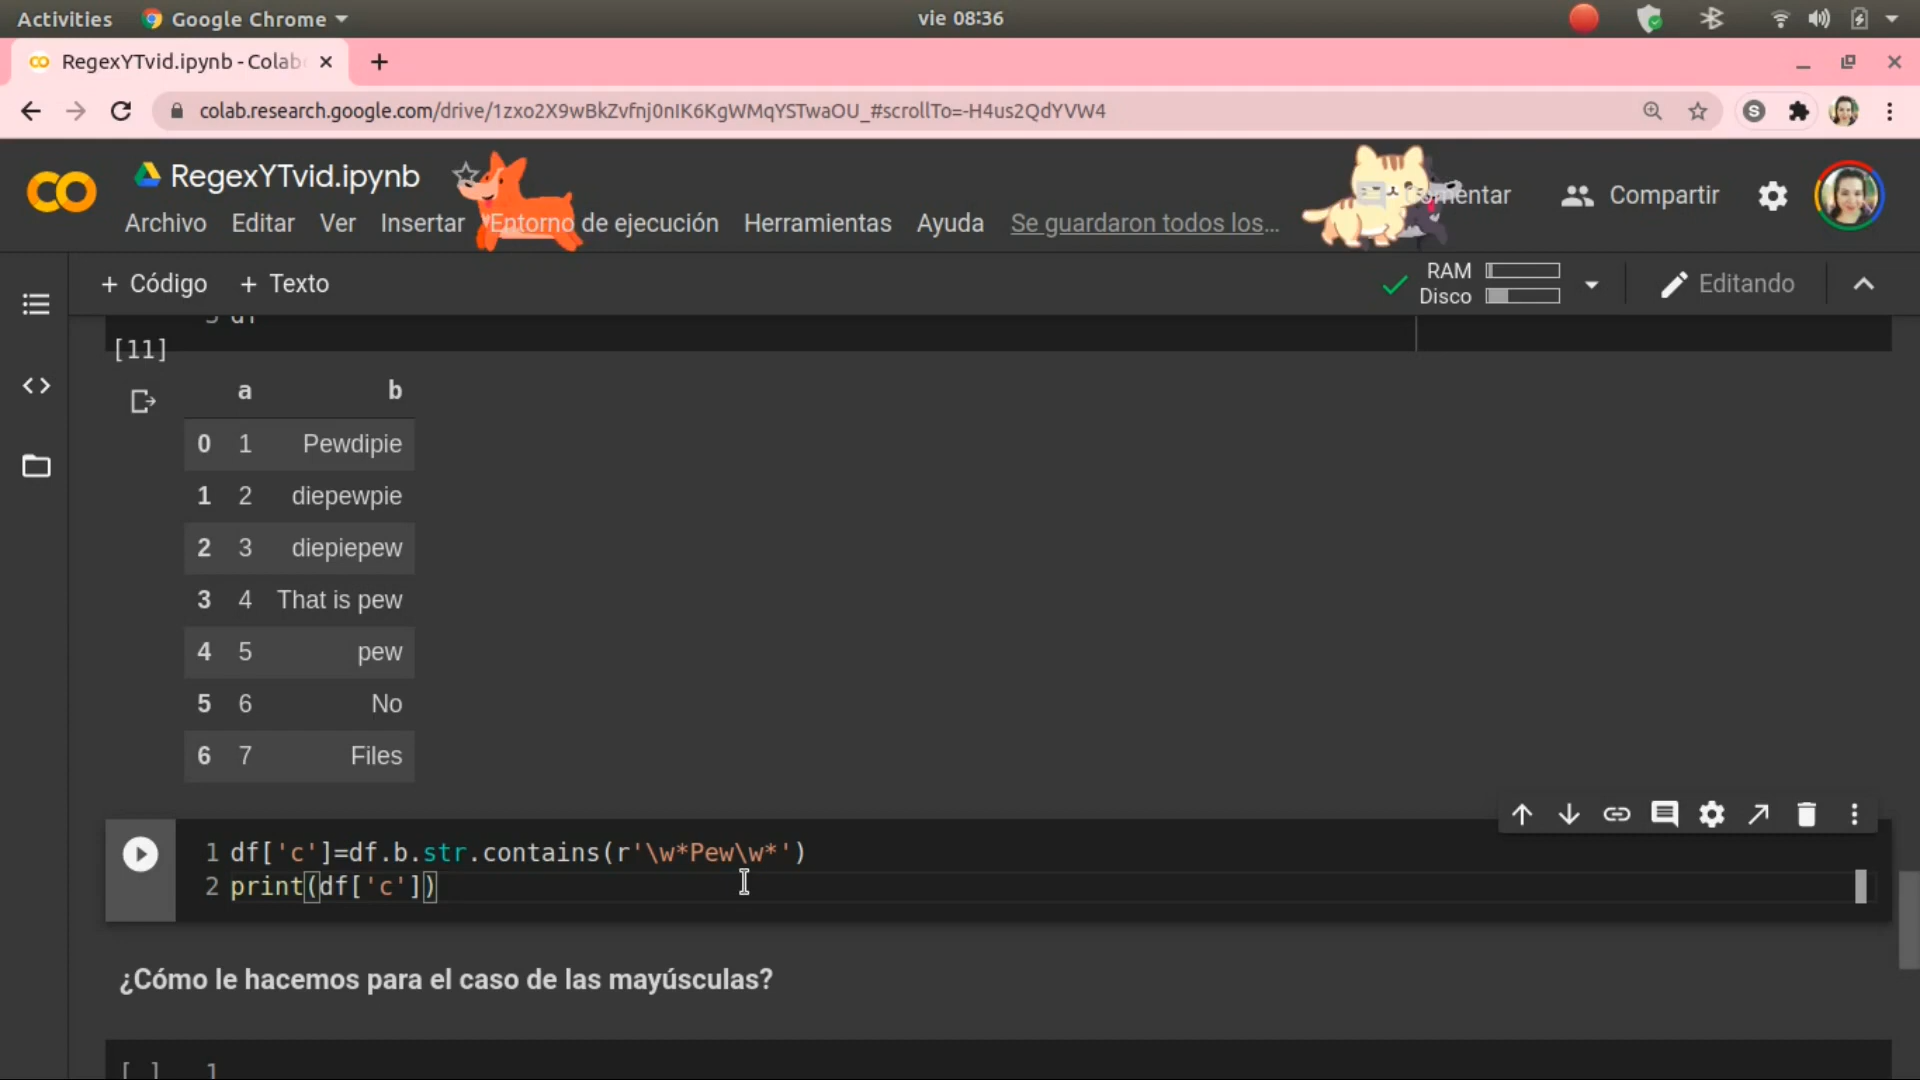 Activities Google Chrome vie 08:36
RegexYTvid.ipynb - Colab
colab.research.google.com/drive/1zxo2X9wBkZvfnj0nIK6KgWMqYSTwaOU_#scrollTo=-H4us2QdYVW4 S
RegexYTvid.ipynb
Comentar Compartir
Archivo Editar Ver Insertar Entorno de ejecución Herramientas Ayuda Se guardaron todos los...
+ Código + Texto RAM Disco Editando
3 df
[11]
a b
0 1 Pewdipie
1 2 diepewpie
2 3 diepiepew
3 4 That is pew
4 5 pew
5 6 No
6 7 Files
1 df['c']=df.b.str.contains(r'\w*Pew\w*')
2 print(df['c'])
¿Cómo le hacemos para el caso de las mayúsculas?
[ ] 1